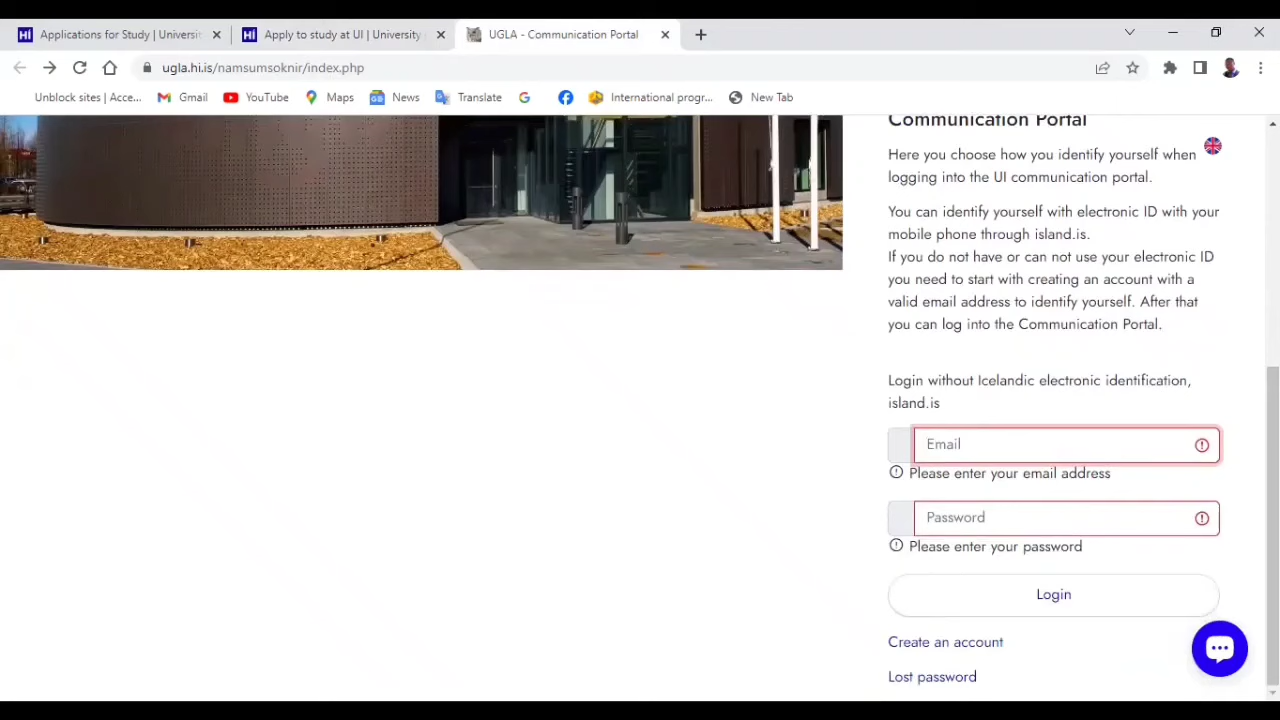 Applications for Study | Universit
Apply to study at UI | University
UGLA - Communication Portal
ugla.hi.is/namsumsoknir/index.php
Unblock sites | Acce...
Gmail
YouTube
Maps
News
Translate
International progr...
New Tab
Communication Portal
Here you choose how you identify yourself when
logging into the UI communication portal.
You can identify yourself with electronic ID with your
mobile phone through island.is.
If you do not have or can not use your electronic ID
you need to start with creating an account with a
valid email address to identify yourself. After that
you can log into the Communication Portal.
Login without Icelandic electronic identification,
island.is
Email
Please enter your email address
Password
Please enter your password
Login
Create an account
Lost password